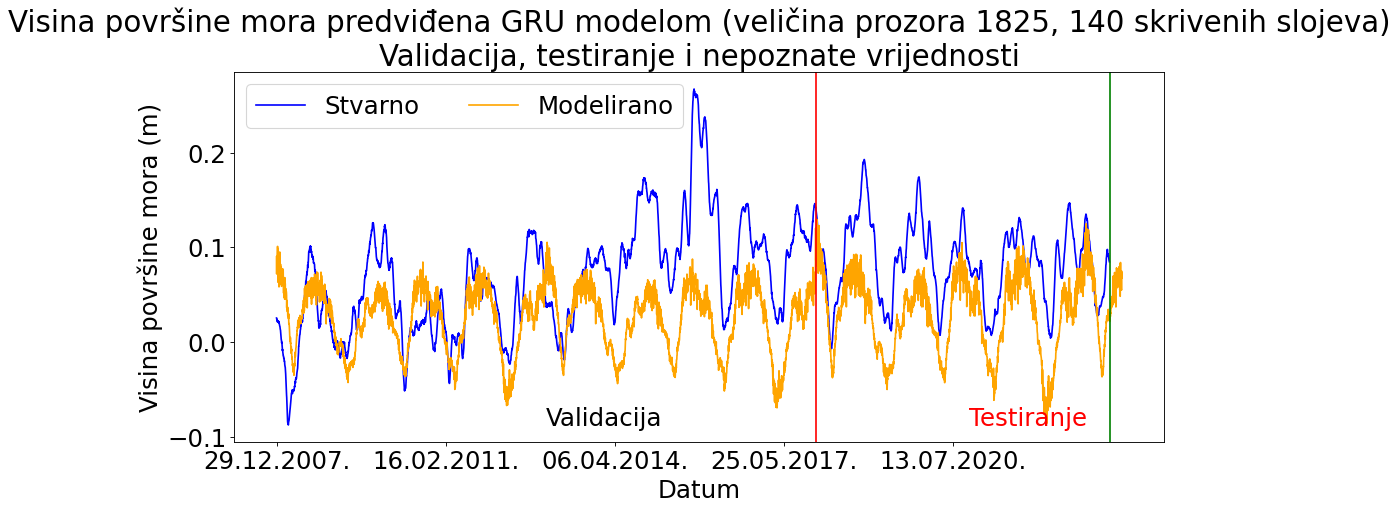 Visina površine mora predviđena GRU modelom (veličina prozora 1825, 140 skrivenih slojeva)
Validacija, testiranje i nepoznate vrijednosti
Stvarno
Modelirano
Visina površine mora (m)
0.2
0.1
0.0
−0.1
Validacija
Testiranje
29.12.2007.
16.02.2011.
06.04.2014.
25.05.2017.
13.07.2020.
Datum